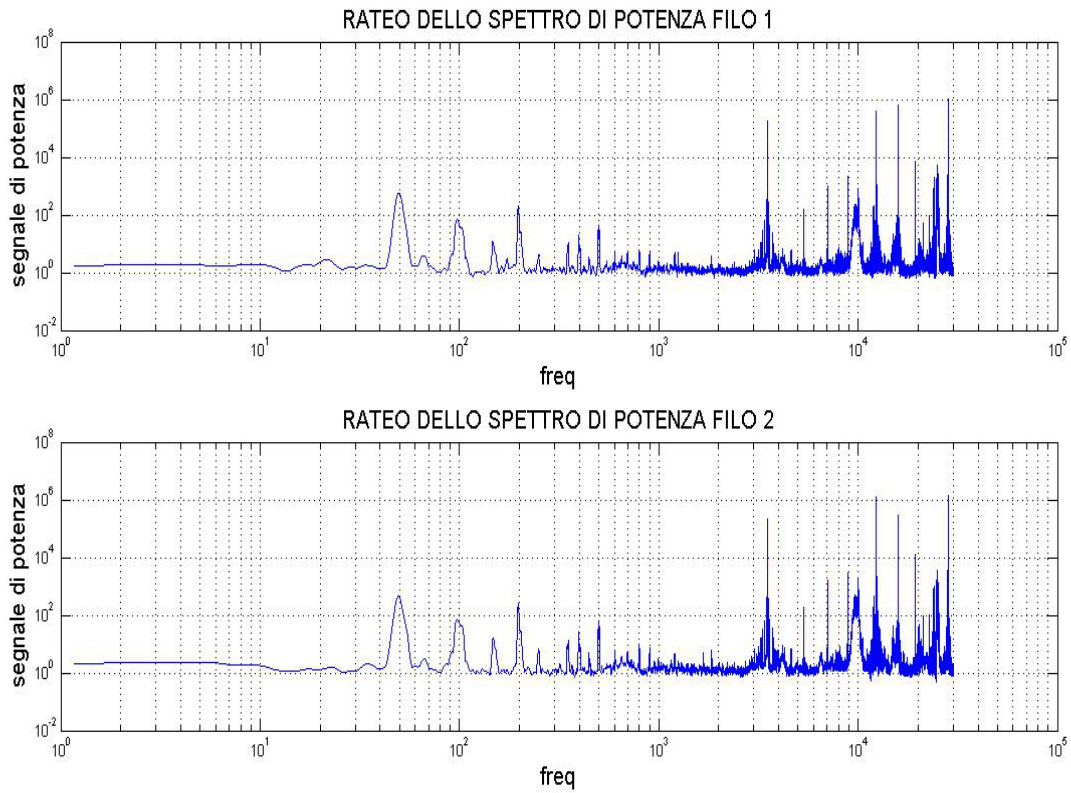 RATEO DELLO SPETTRO DI POTENZA FILO 1
segnale di potenza
10^8
10^6
10^4
10^2
10^0
10^-2
10^0 10^1 10^2 10^3 10^4 10^5
freq
RATEO DELLO SPETTRO DI POTENZA FILO 2
segnale di potenza
10^8
10^6
10^4
10^2
10^0
10^-2
10^0 10^1 10^2 10^3 10^4 10^5
freq